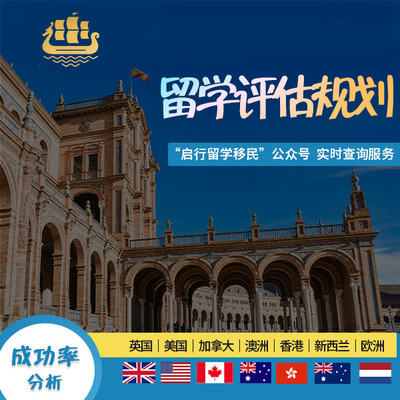 留学评估规划
“启行留学移民”公众号 实时查询服务
成功率
分析
英国｜美国｜加拿大｜澳洲｜香港｜新西兰｜欧洲